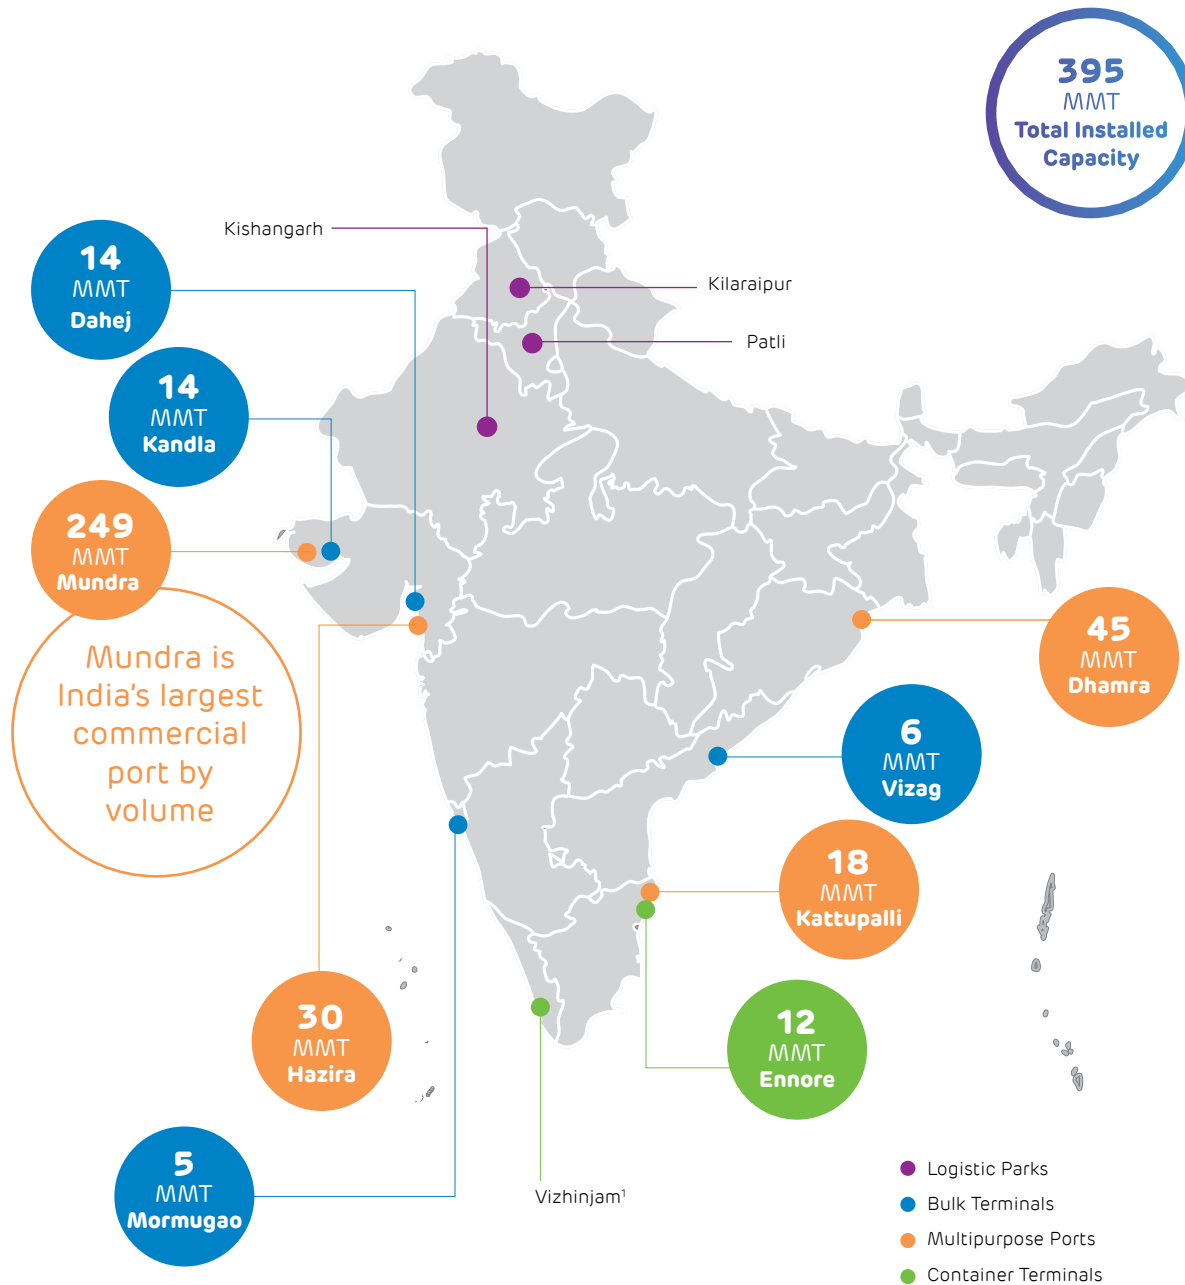 395
MMT
Total Installed
Capacity
Kishangarh
14
MMT
Dahej
Kilaraipur
Patli
14
MMT
Kandla
249
MMT
Mundra
Mundra is
India's largest
commercial
port by
volume
45
MMT
Dhamra
6
MMT
Vizag
18
MMT
Kattupalli
30
MMT
Hazira
12
MMT
Ennore
5
MMT
Mormugao
Vizhinjam¹
Logistic Parks
Bulk Terminals
Multipurpose Ports
Container Terminals